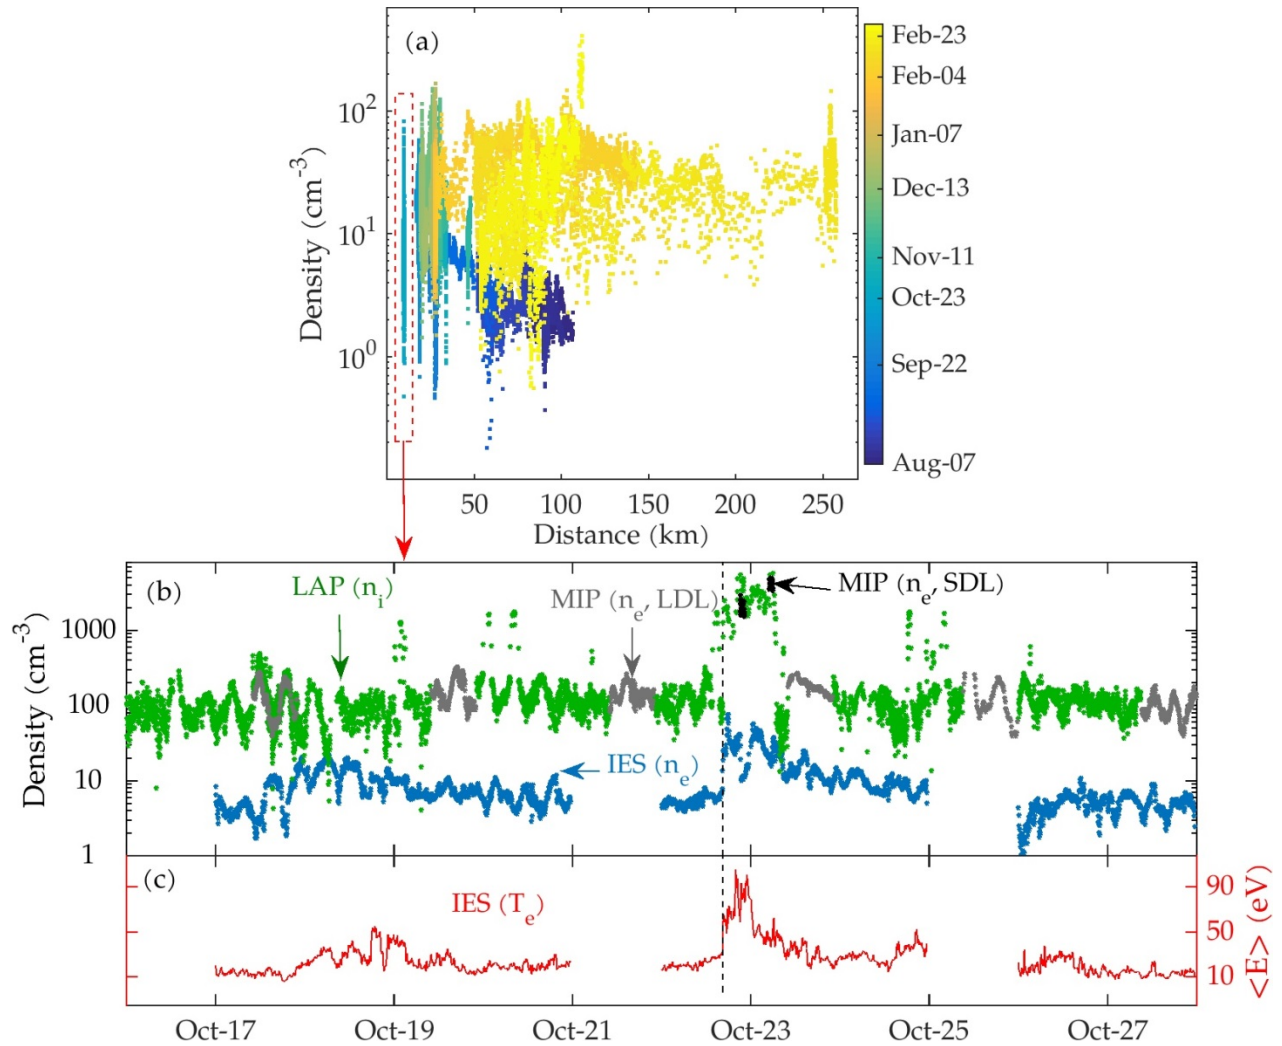 (a)
Density (cm⁻³)
10²
10¹
10⁰
50
100
150
200
250
Distance (km)
Feb-23
Feb-04
Jan-07
Dec-13
Nov-11
Oct-23
Sep-22
Aug-07
(b)
LAP (nᵢ)
MIP (nₑ, LDL)
MIP (nₑ, SDL)
IES (nₑ)
Density (cm⁻³)
1000
100
10
1
(c)
IES (Tₑ)
90
50
10
<E> (eV)
Oct-17
Oct-19
Oct-21
Oct-23
Oct-25
Oct-27